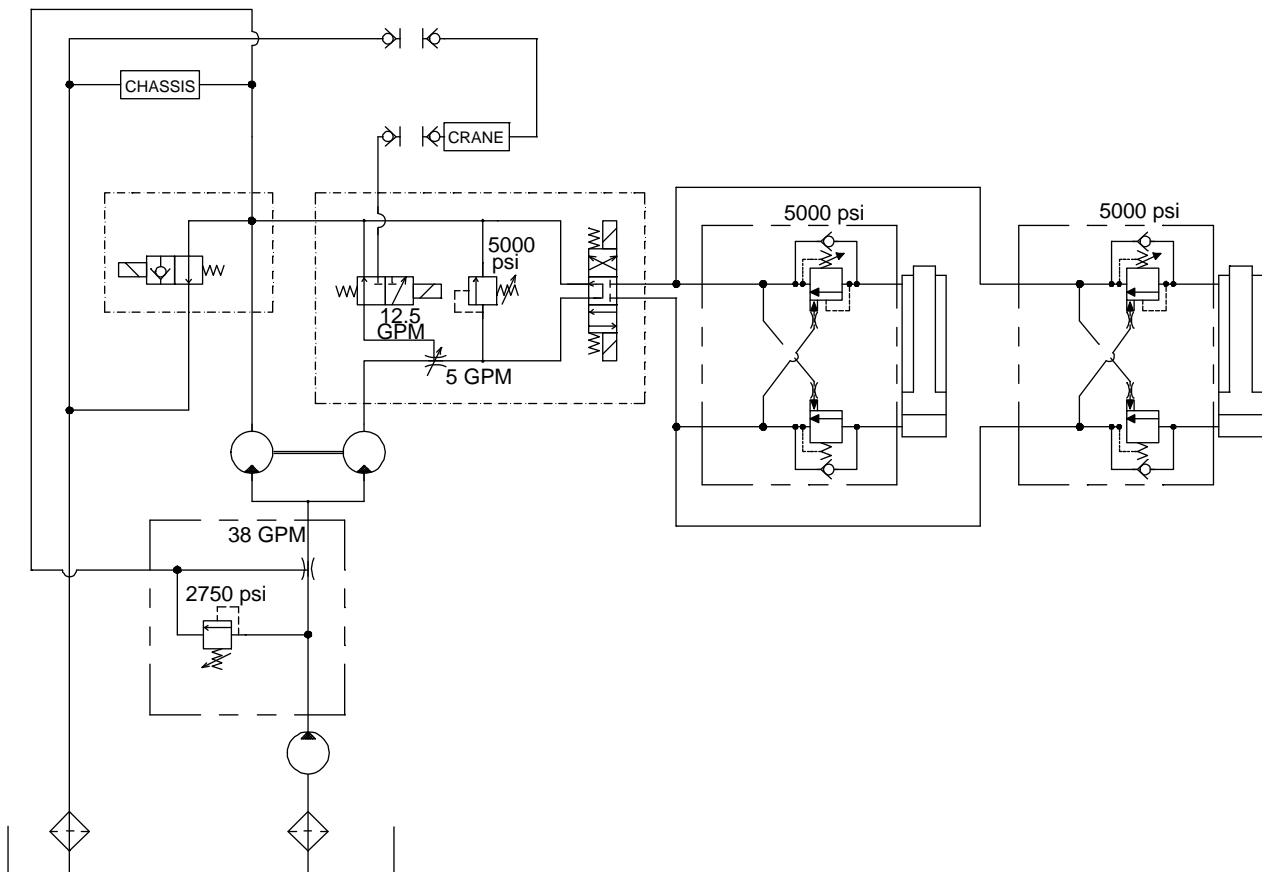 CHASSIS
CRANE
5000 psi
5000 psi
5000
psi
12.5
GPM
5 GPM
38 GPM
2750 psi